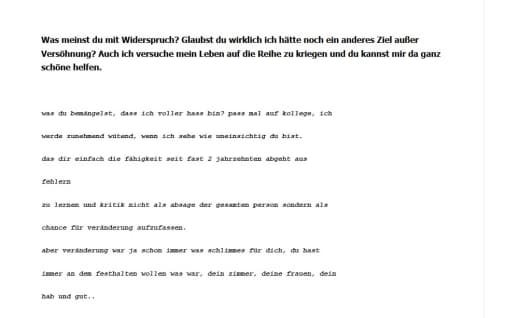 Was meinst du mit Widerspruch? Glaubst du wirklich ich hätte noch ein anderes Ziel außer
Versöhnung? Auch ich versuche mein Leben auf die Reihe zu kriegen und du kannst mir da ganz
schöne helfen.
was du bemängelst, dass ich voller hass bin? pass mal auf kollege, ich
werde zunehmend wütend, wenn ich sehe wie uneinsichtig du bist.
das dir einfach die fähigkeit seit fast 2 jahrzehnten abgeht aus
fehlern
zu lernen und kritik nicht als absage der gesamten person sondern als
chance für veränderung aufzufassen.
aber veränderung war ja schon immer was schlimmes für dich, du hast
immer an dem festhalten wollen was war, dein zimmer, deine frauen, dein
hab und gut..